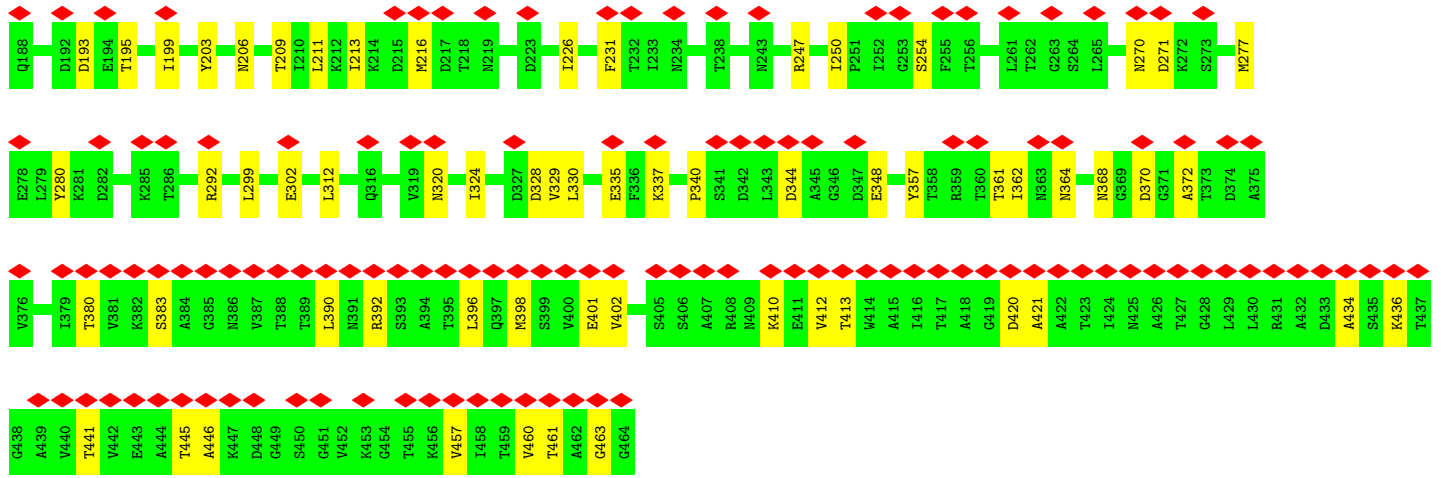 Q188 D192 D193 E194 T195 I199 Y203 N206 T209 I210 L211 K212 I213 K214 D215 M216 D217 T218 N219 D223 I226 F231 T232 I233 N234 T238 N243 R247 I250 P251 I252 G253 S254 F255 T256 L261 T262 G263 S264 L265 N270 D271 K272 S273 M277
E278 L279 Y280 K281 D282 K285 T286 R292 L299 E302 L312 Q316 V319 N320 I324 D327 D328 V329 L330 E335 F336 K337 P340 S341 D342 L343 D344 A345 G346 D347 E348 Y357 T358 R359 T360 T361 I362 N363 N364 N368 G369 D370 G371 A372 T373 D374 A375
V376 I379 T380 V381 K382 S383 A384 G385 N386 V387 T388 T389 L390 N391 R392 S393 A394 T395 L396 Q397 M398 S399 V400 E401 V402 S405 S406 A407 R408 N409 K410 E411 V412 T413 W414 A415 I416 T417 A418 G419 D420 A421 A422 T423 I424 N425 A426 T427 G428 L429 L430 R431 A432 D433 A434 S435 K436 T437
G438 A439 V440 T441 V442 E443 A444 T445 A446 K447 D448 G449 S450 G451 V452 K453 G454 T455 K456 V457 I458 T459 V460 T461 A462 G463 G464